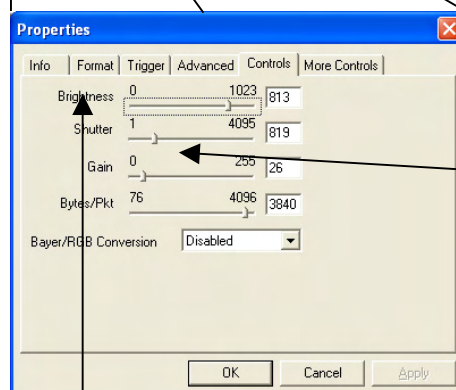 Properties
Info Format Trigger Advanced Controls More Controls
Brightness 0 1023 813
Shutter 1 4095 819
Gain 0 255 26
Bytes/Pkt 76 4096 3840
Bayer/RGB Conversion Disabled
OK Cancel Apply